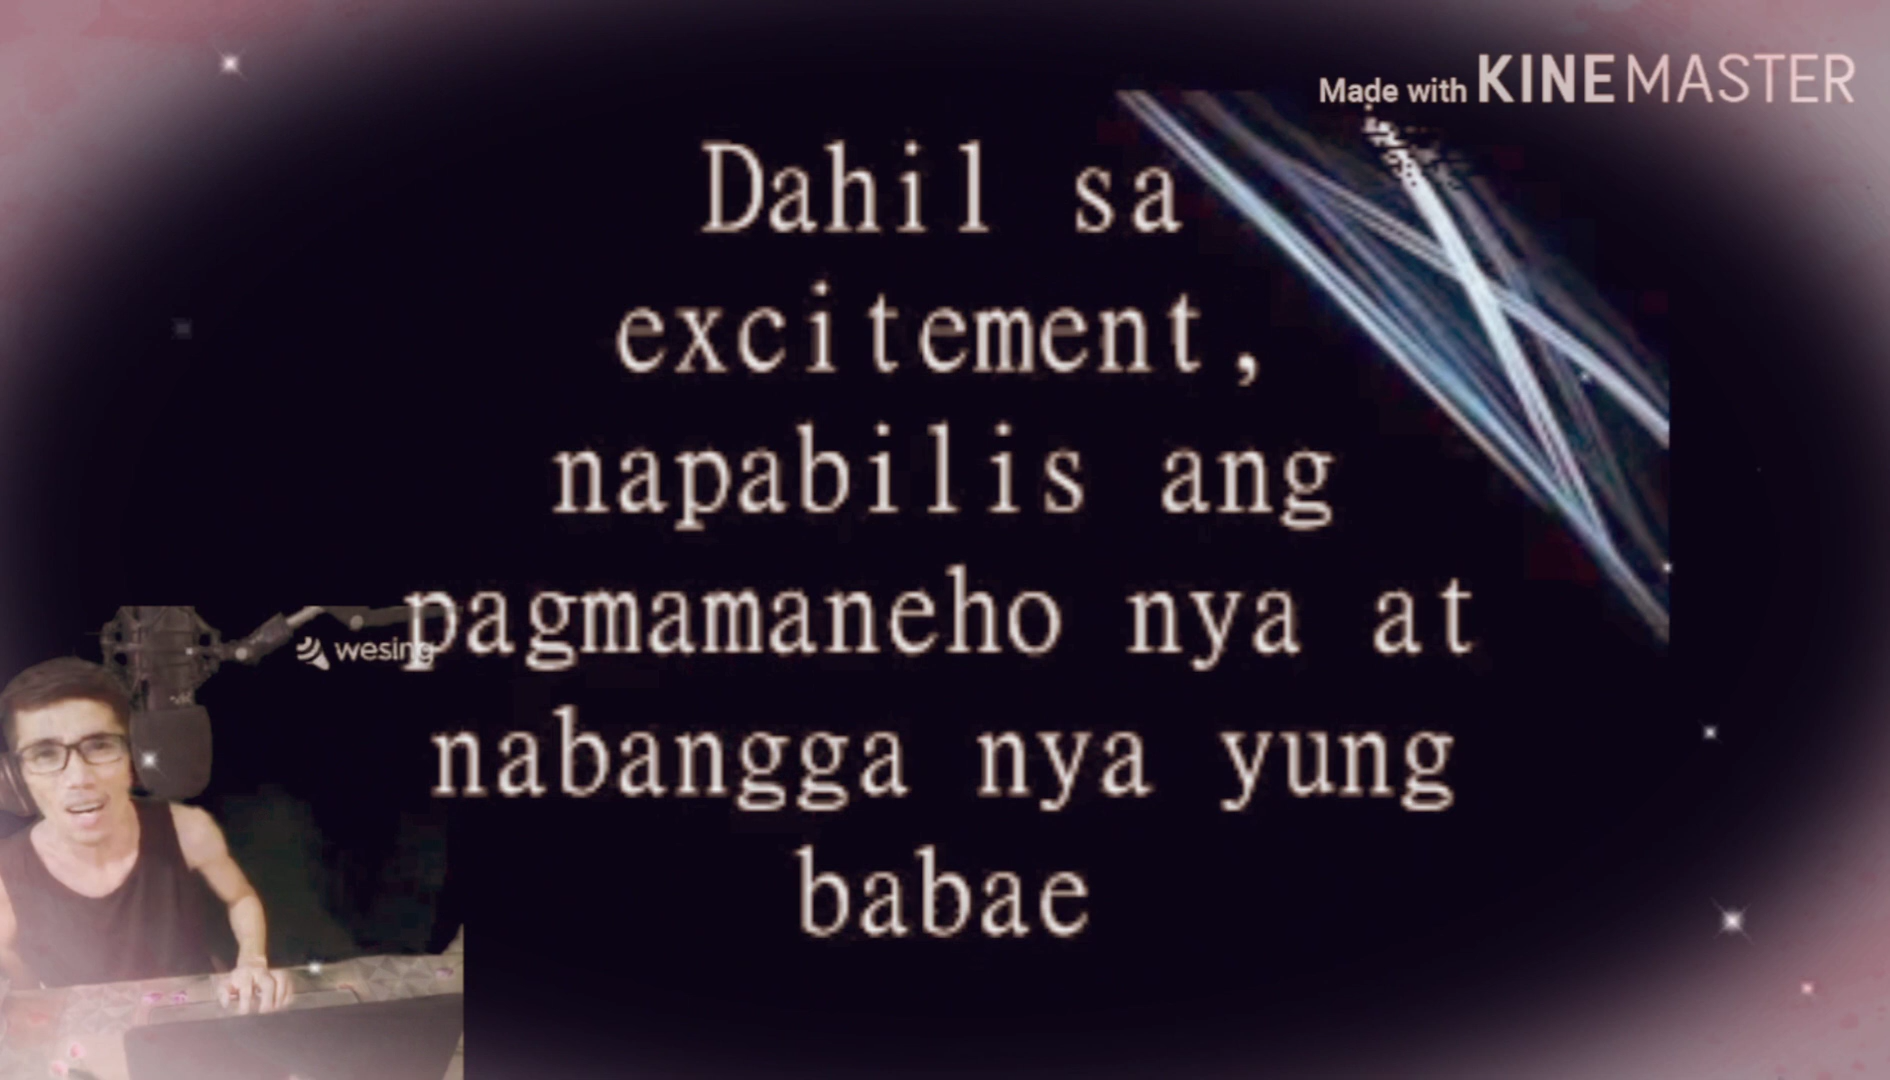 Made with KINEMASTER
Dahil sa
excitement,
napabilis ang
pagmamaneho nya at
wesing
nabangga nya yung
babae